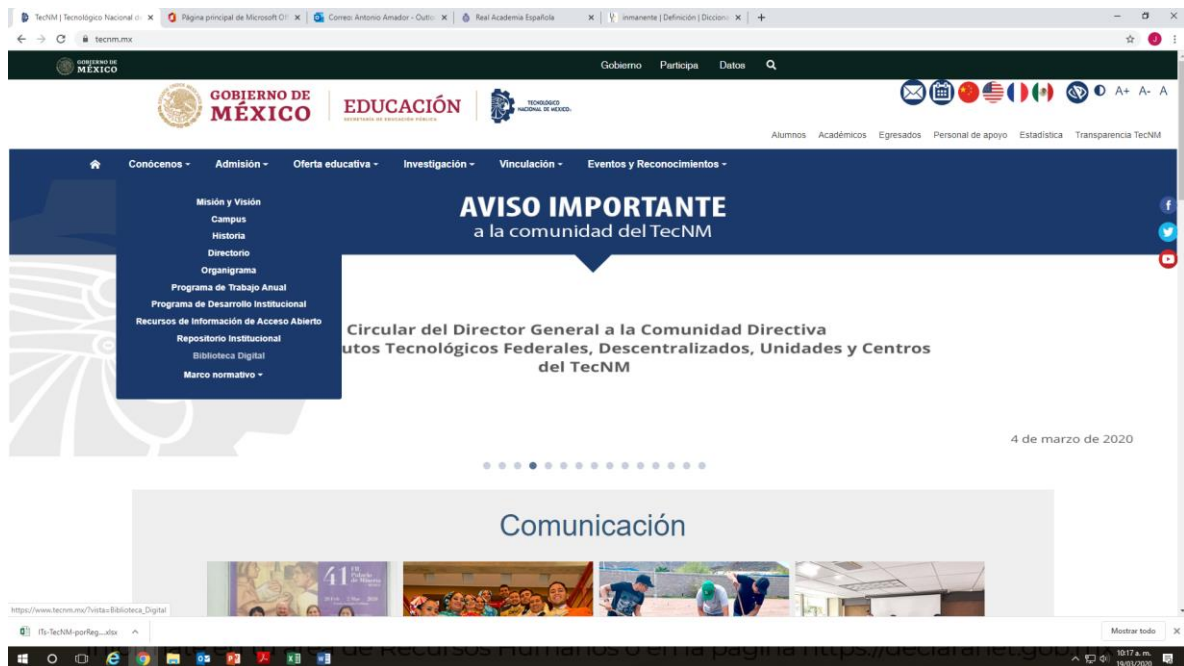 TecNM | Tecnológico Nacional de
Página principal de Microsoft Off
Correo: Antonio Amador - Outlo
Real Academia Española
inmanente | Definición | Dicciona
tecnm.mx
GOBIERNO DE
MÉXICO
Gobierno Participa Datos
GOBIERNO DE
MÉXICO
EDUCACIÓN
SECRETARÍA DE EDUCACIÓN PÚBLICA
TECNOLÓGICO
NACIONAL DE MÉXICO.
A+ A- A
Alumnos Académicos Egresados Personal de apoyo Estadística Transparencia TecNM
Conócenos Admisión Oferta educativa Investigación Vinculación Eventos y Reconocimientos
Misión y Visión
Campus
Historia
Directorio
Organigrama
Programa de Trabajo Anual
Programa de Desarrollo Institucional
Recursos de Información de Acceso Abierto
Repositorio Institucional
Biblioteca Digital
Marco normativo
AVISO IMPORTANTE
a la comunidad del TecNM
Circular del Director General a la Comunidad Directiva
utos Tecnológicos Federales, Descentralizados, Unidades y Centros
del TecNM
4 de marzo de 2020
Comunicación
41
https://www.tecnm.mx/?vista=Biblioteca_Digital
ITs-TecNM-porReg....xlsx
Mostrar todo
de Recursos Humanos o en la página https://declaranet.gob
10:17 a. m.
19/03/2020